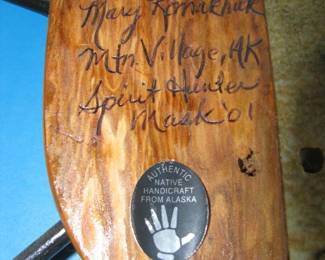 Mary
Mtn. Village, AK
Spirit Hunter
Mask '01
AUTHENTIC
NATIVE
HANDICRAFT
FROM ALASKA